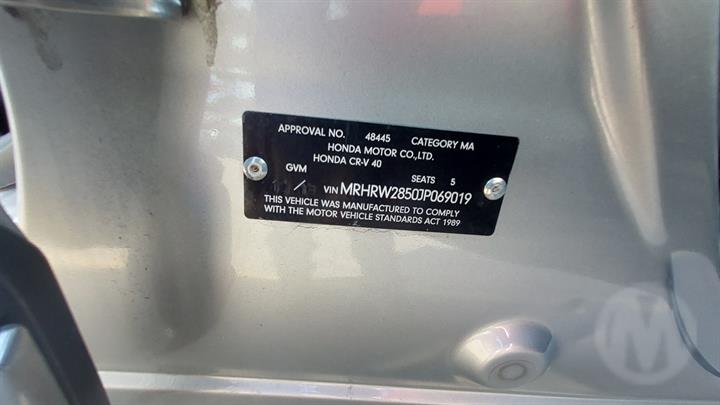 APPROVAL NO. 48445 CATEGORY MA
HONDA MOTOR CO.,LTD.
HONDA CR-V 40
GVM SEATS 5
VIN MRHRW2850JP069019
THIS VEHICLE WAS MANUFACTURED TO COMPLY
WITH THE MOTOR VEHICLE STANDARDS ACT 1989
M